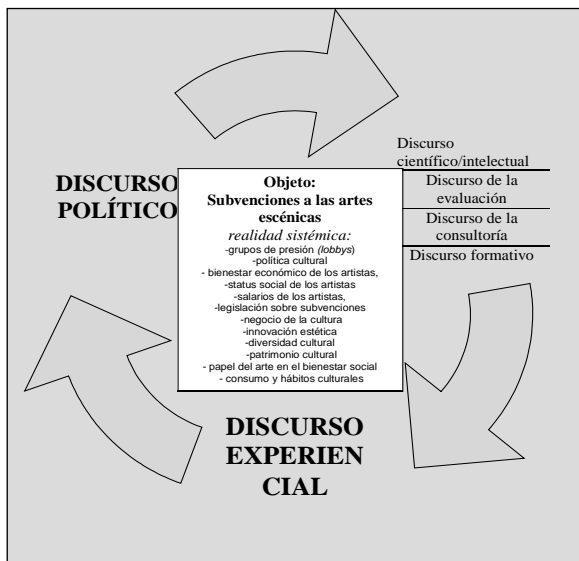 Discurso
científico/intelectual
Discurso de la
evaluación
Discurso de la
consultoría
Discurso formativo
DISCURSO
POLÍTICO
Objeto:
Subvenciones a las artes
escénicas
realidad sistémica:
-grupos de presión (lobbys)
-política cultural
- bienestar económico de los artistas,
-status social de los artistas
-salarios de los artistas,
-legislación sobre subvenciones
-negocio de la cultura
-innovación estética
-diversidad cultural
-patrimonio cultural
- papel del arte en el bienestar social
- consumo y hábitos culturales
DISCURSO
EXPERIEN
CIAL